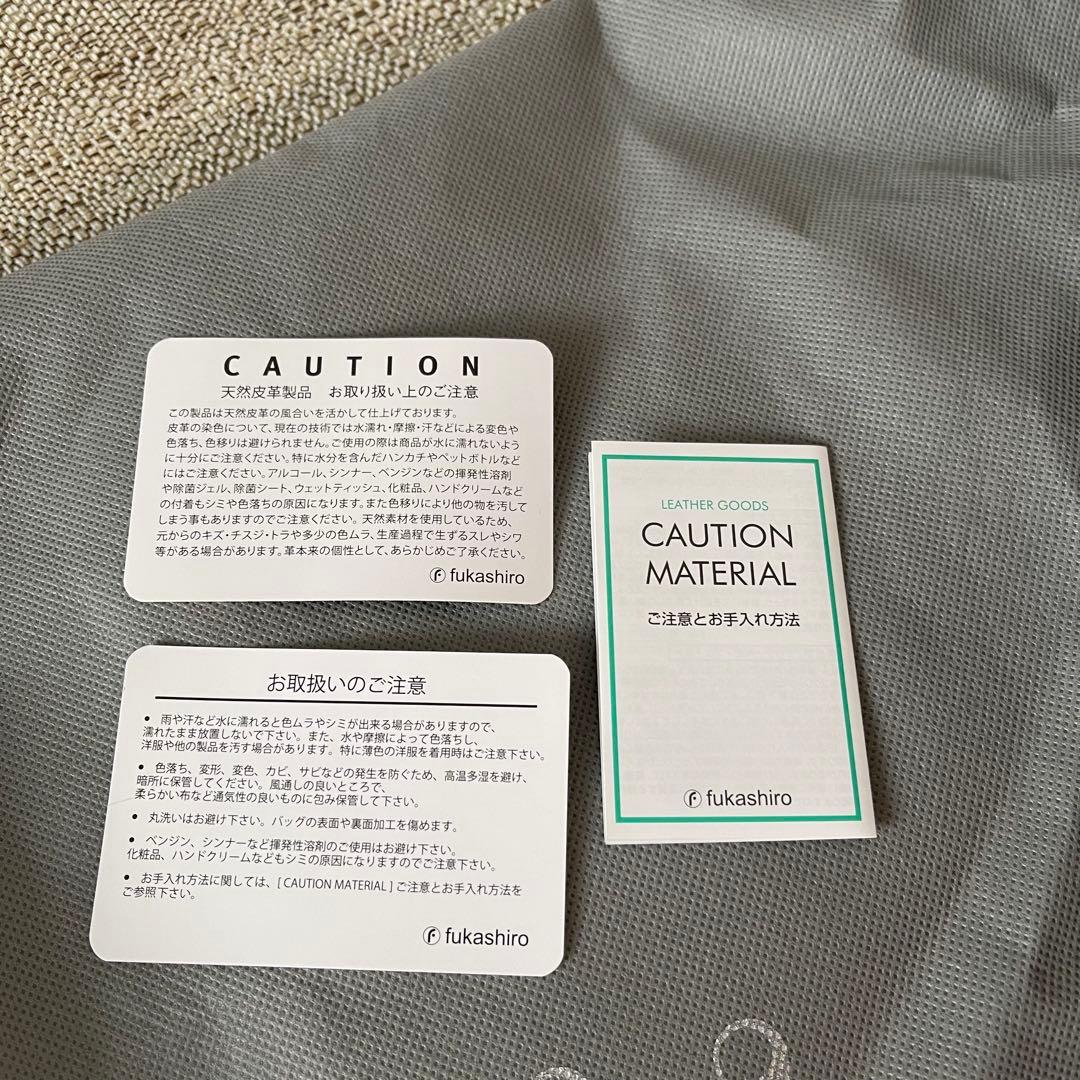 CAUTION
天然皮革製品　お取り扱い上のご注意
この製品は天然皮革の風合いを活かして仕上げております。
皮革の染色について、現在の技術では水濡れ・摩擦・汗などによる変色や
色落ち、色移りは避けられません。ご使用の際は商品が水に濡れないよう
に十分にご注意ください。特に水分を含んだハンカチやペットボトルなど
にはご注意ください。アルコール、シンナー、ベンジンなどの揮発性溶剤
や除菌ジェル、除菌シート、ウェットティッシュ、化粧品、ハンドクリームなど
の付着もシミや色落ちの原因になります。また色移りにより他の物を汚して
しまう事もありますのでご注意ください。天然素材を使用しているため、
元からのキズ・チスジ・トラや多少の色ムラ、生産過程で生ずるスレやシワ
等がある場合があります。革本来の個性として、あらかじめご了承ください。
fukashiro
お取扱いのご注意
● 雨や汗など水に濡れると色ムラやシミが出来る場合がありますので、
濡れたまま放置しないで下さい。また、水や摩擦によって色落ちし、
洋服や他の製品を汚す場合があります。特に薄色の洋服を着用時はご注意下さい。
● 色落ち、変形、変色、カビ、サビなどの発生を防ぐため、高温多湿を避け、
暗所に保管してください。風通しの良いところで、
柔らかい布など通気性の良いものに包み保管して下さい。
● 丸洗いはお避け下さい。バッグの表面や裏面加工を傷めます。
● ベンジン、シンナーなど揮発性溶剤のご使用はお避け下さい。
化粧品、ハンドクリームなどもシミの原因になりますのでご注意下さい。
● お手入れ方法に関しては、[ CAUTION MATERIAL ] ご注意とお手入れ方法を
ご参照下さい。
fukashiro
LEATHER GOODS
CAUTION
MATERIAL
ご注意とお手入れ方法
fukashiro